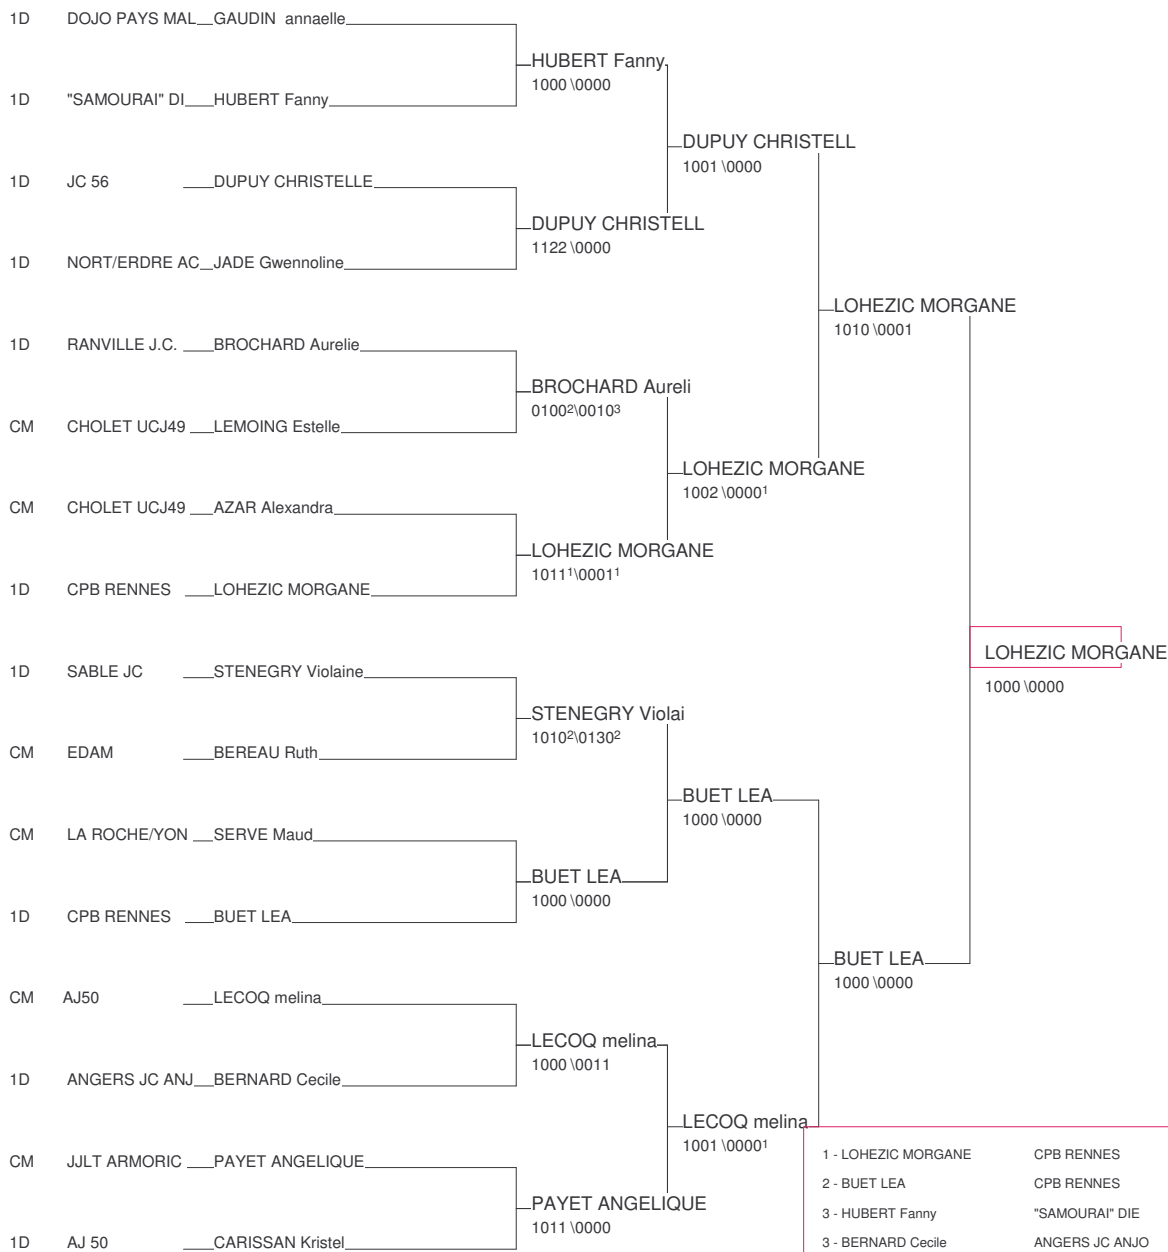 1D DOJO PAYS MAL GAUDIN annaelle
HUBERT Fanny
1000 \0000
1D "SAMOURAI" DI HUBERT Fanny
DUPUY CHRISTELL
1001 \0000
1D JC 56 DUPUY CHRISTELLE
DUPUY CHRISTELL
1122 \0000
1D NORT/ERDRE AC JADE Gwennoline
LOHEZIC MORGANE
1010 \0001
1D RANVILLE J.C. BROCHARD Aurelie
BROCHARD Aureli
0100²\0010³
CM CHOLET UCJ49 LEMOING Estelle
LOHEZIC MORGANE
1002 \0000¹
CM CHOLET UCJ49 AZAR Alexandra
LOHEZIC MORGANE
1011¹\0001¹
1D CPB RENNES LOHEZIC MORGANE
LOHEZIC MORGANE
1000 \0000
1D SABLE JC STENEGRY Violaine
STENEGRY Violai
1010²\0130²
CM EDAM BEREAU Ruth
BUET LEA
1000 \0000
CM LA ROCHE/YON SERVE Maud
BUET LEA
1000 \0000
1D CPB RENNES BUET LEA
BUET LEA
1000 \0000
CM AJ50 LECOQ melina
LECOQ melina
1000 \0011
1D ANGERS JC ANJ BERNARD Cecile
LECOQ melina
1001 \0000¹
CM JJLT ARMORIC PAYET ANGELIQUE
PAYET ANGELIQUE
1011 \0000
1D AJ 50 CARISSAN Kristel
1 - LOHEZIC MORGANE CPB RENNES
2 - BUET LEA CPB RENNES
3 - HUBERT Fanny "SAMOURAI" DIE
3 - BERNARD Cecile ANGERS JC ANJO